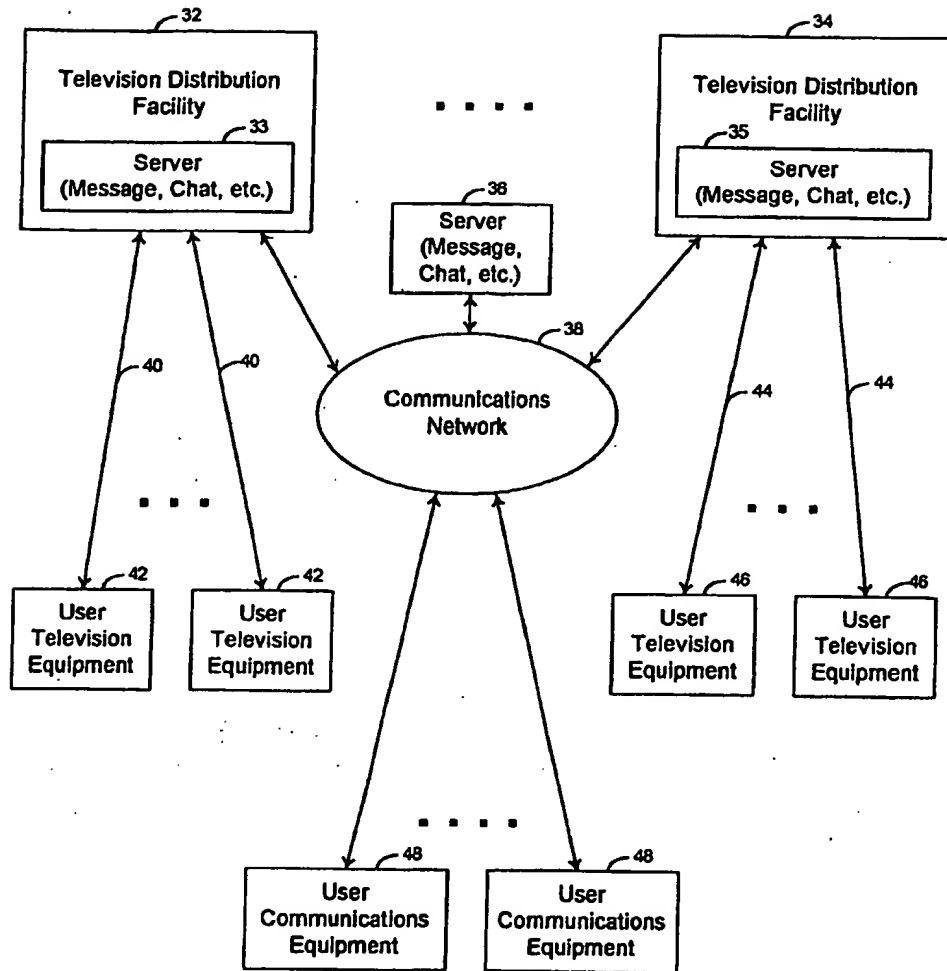 32
Television Distribution
Facility
33
Server
(Message, Chat, etc.)
34
Television Distribution
Facility
35
Server
(Message, Chat, etc.)
36
Server
(Message,
Chat, etc.)
38
Communications
Network
40
40
44
44
42
User
Television
Equipment
42
User
Television
Equipment
46
User
Television
Equipment
46
User
Television
Equipment
48
User
Communications
Equipment
48
User
Communications
Equipment